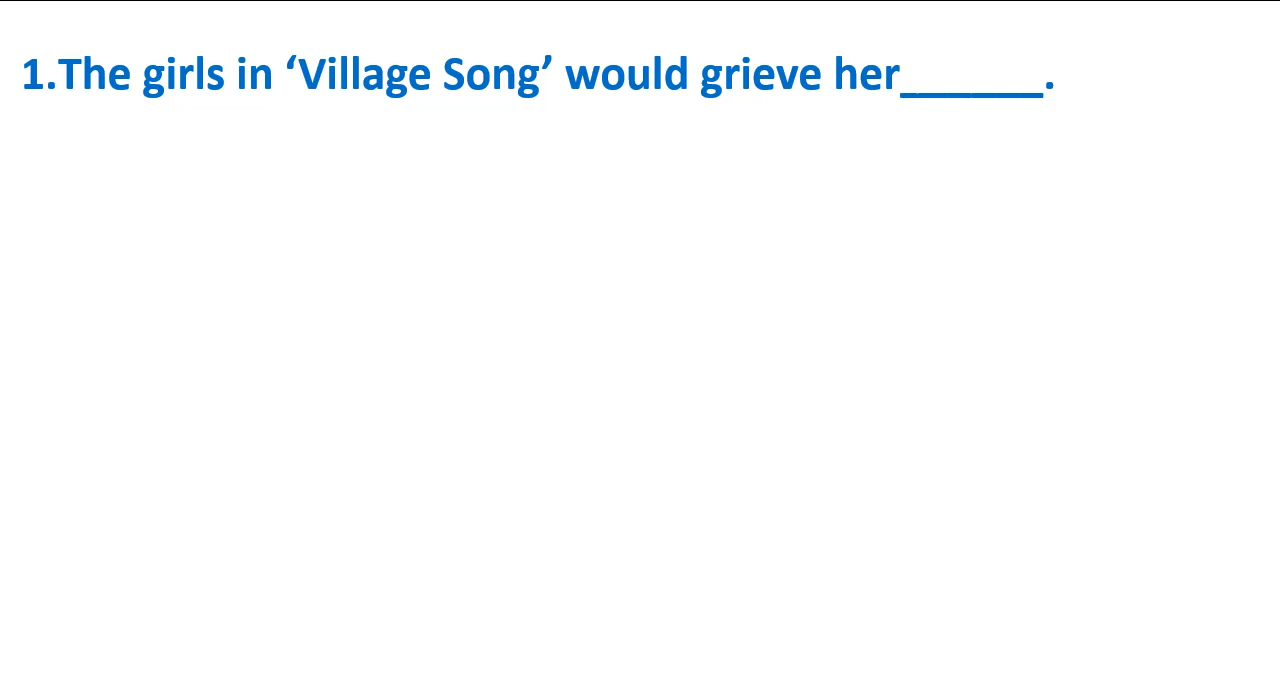 1.The girls in ‘Village Song’ would grieve her______.